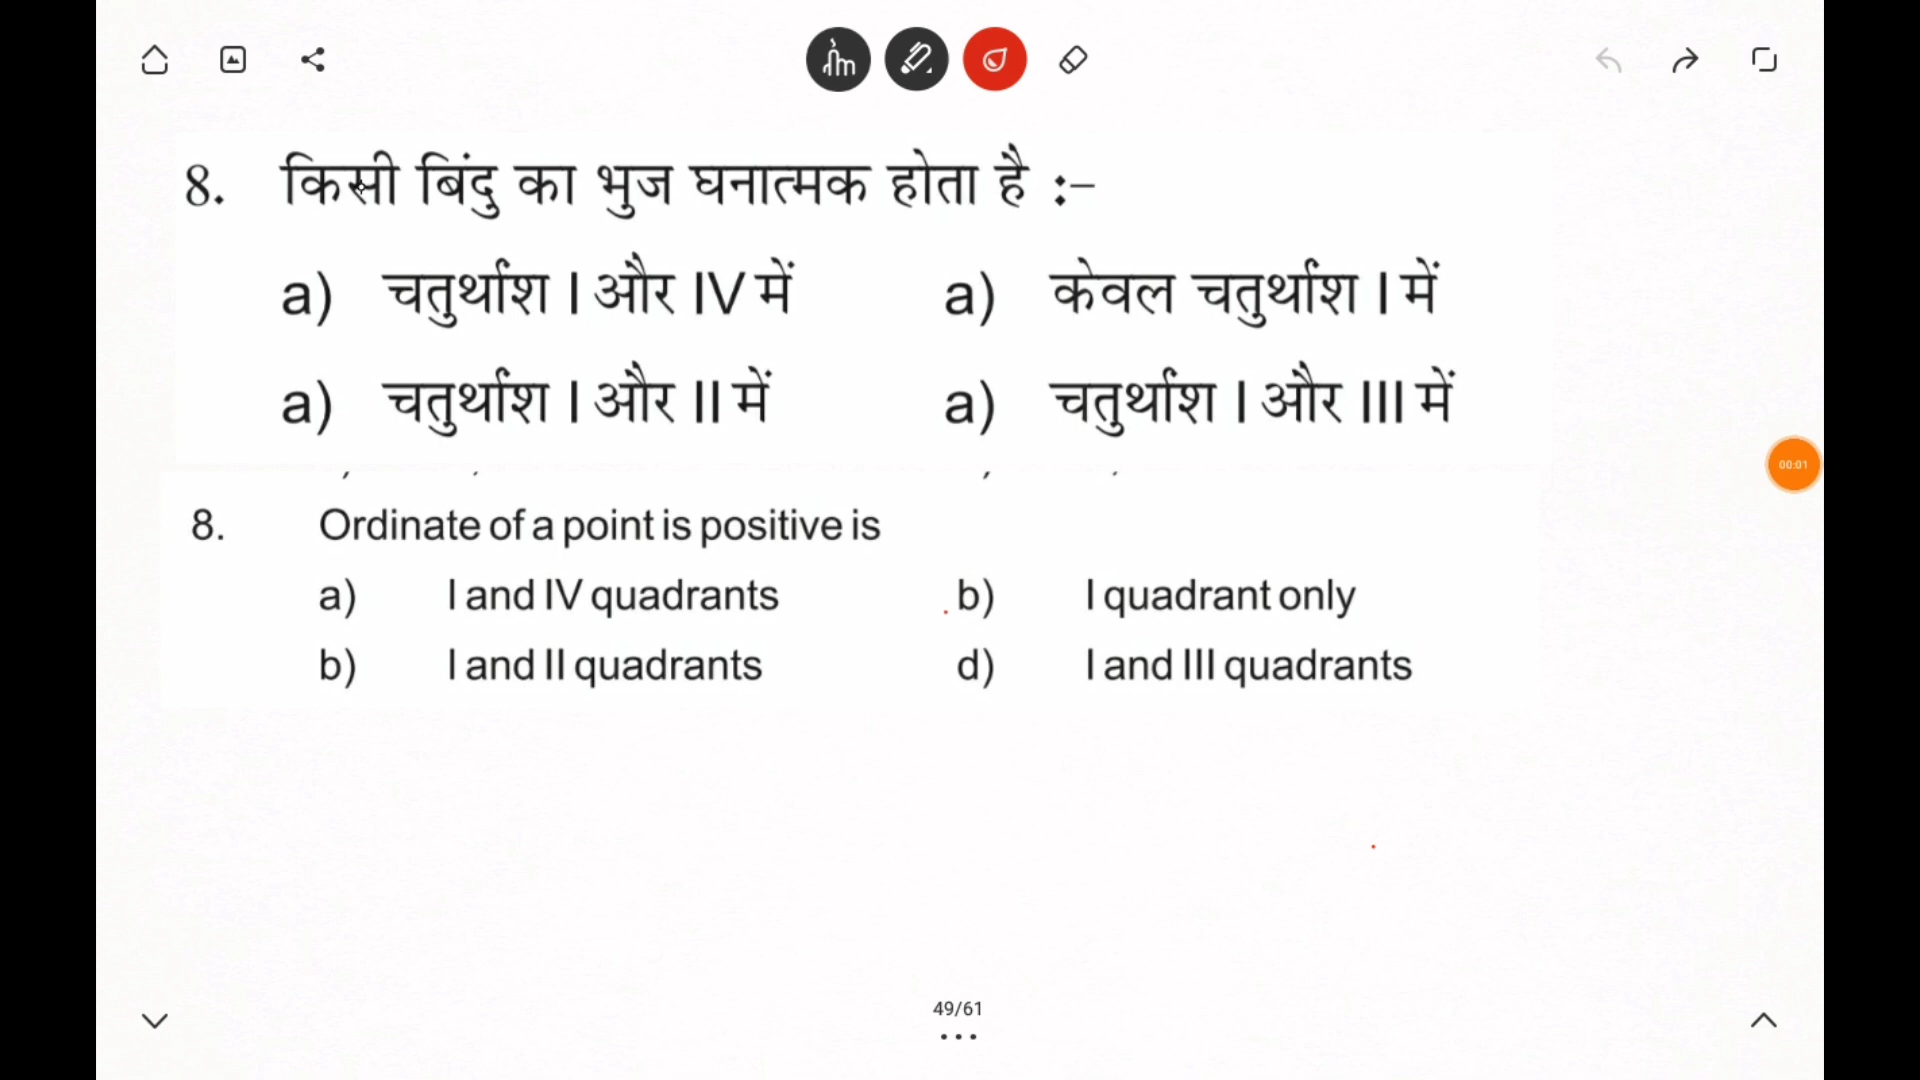 8. किसी बिंदु का भुज घनात्मक होता है :–
a) चतुर्थांश I और IV में a) केवल चतुर्थांश I में
a) चतुर्थांश I और II में a) चतुर्थांश I और III में
00:01
8. Ordinate of a point is positive is
a) I and IV quadrants b) I quadrant only
b) I and II quadrants d) I and III quadrants
49/61